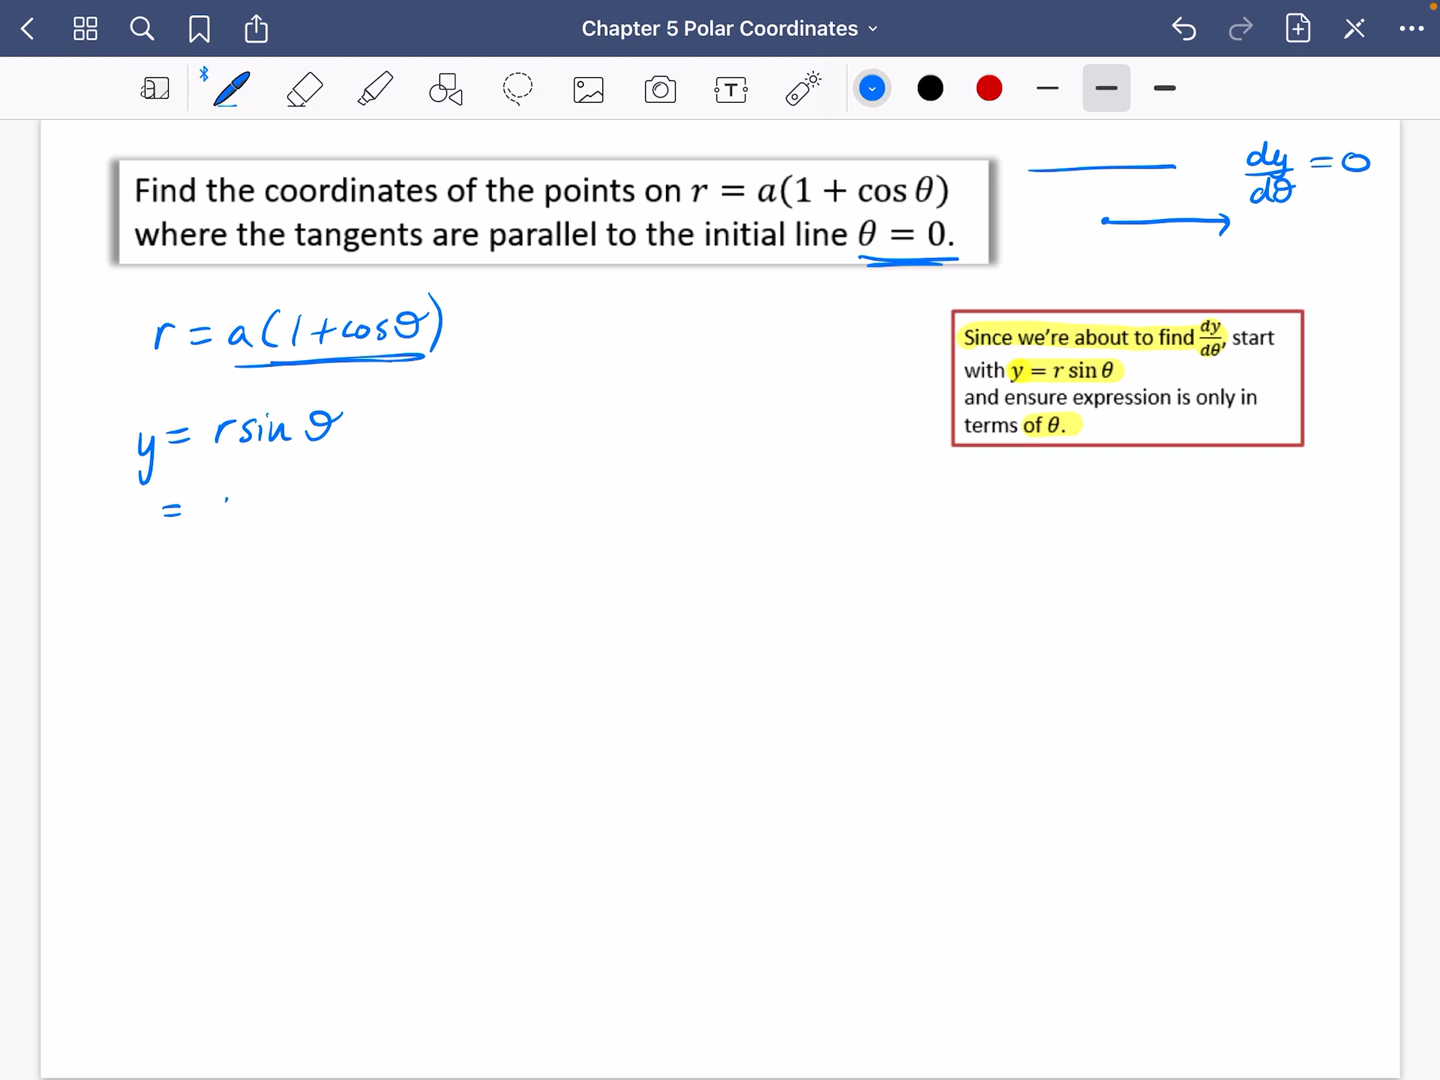 Chapter 5 Polar Coordinates
Find the coordinates of the points on r = a(1 + cos θ)
where the tangents are parallel to the initial line θ = 0.
dy/dθ = 0
r = a(1+cosθ)
Since we're about to find dy/dθ, start
with y = r sin θ
and ensure expression is only in
terms of θ.
y = r sin θ
=